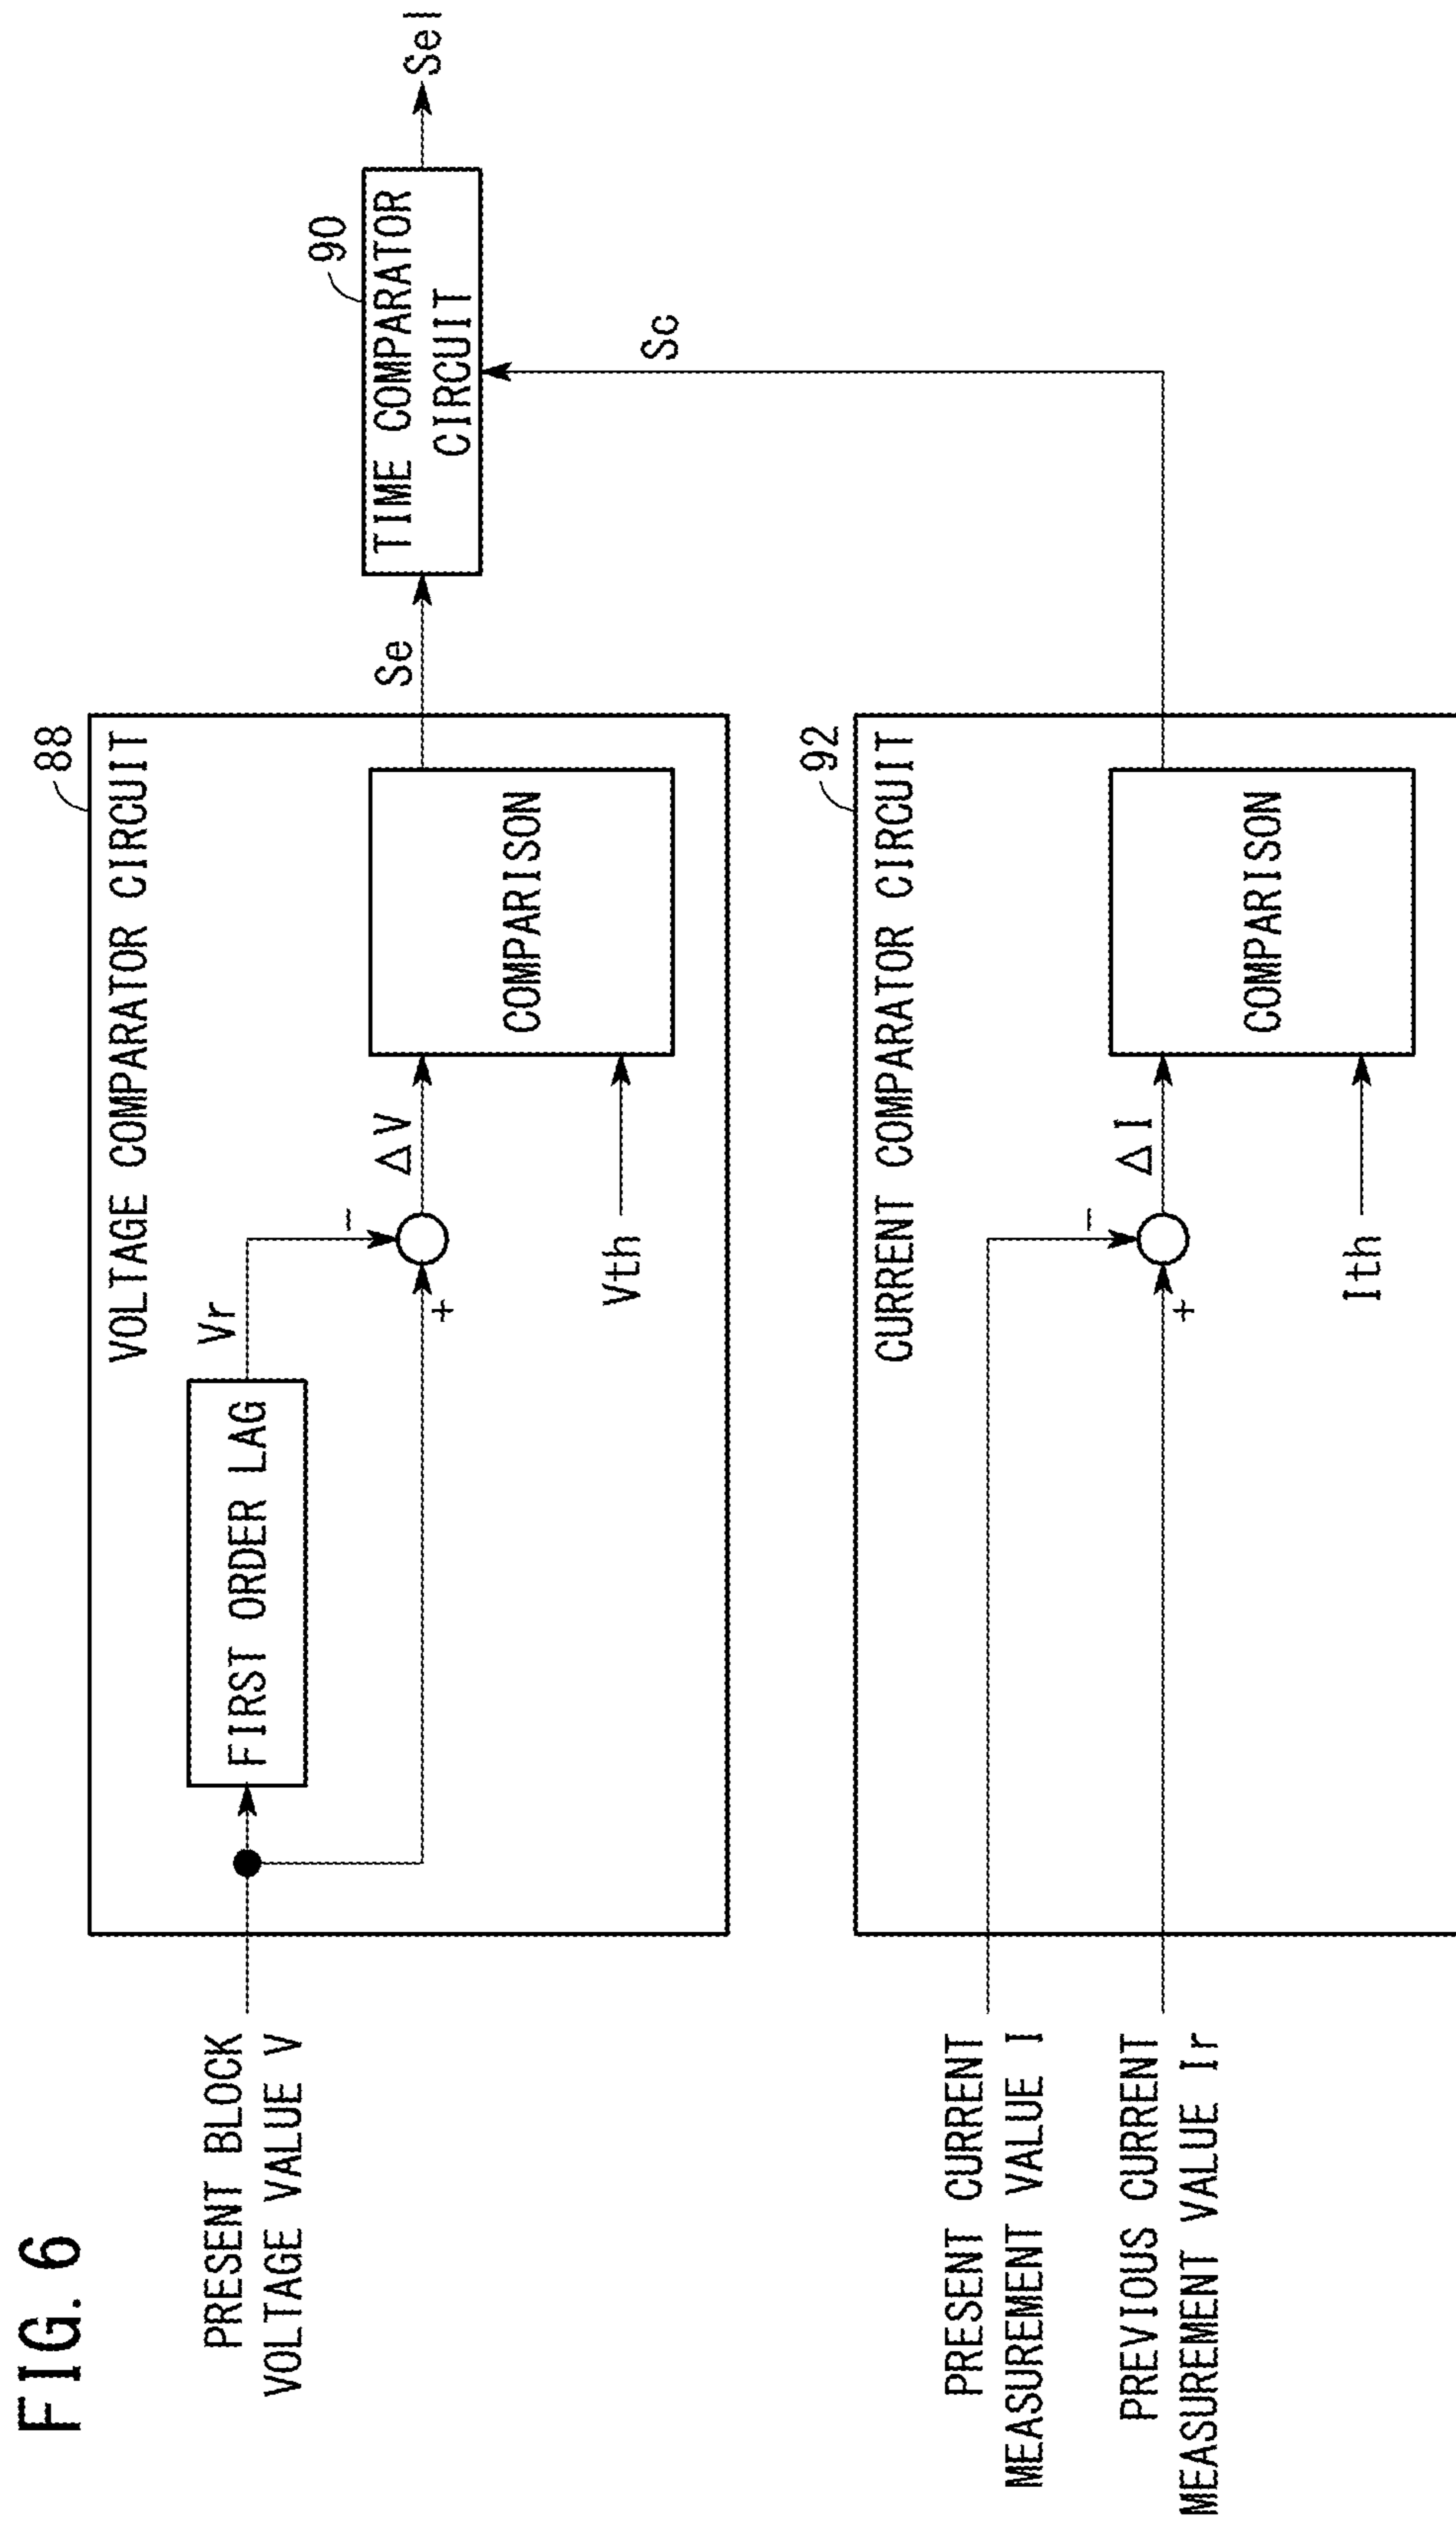 FIG. 6
88
VOLTAGE COMPARATOR CIRCUIT
PRESENT BLOCK
VOLTAGE VALUE V
FIRST ORDER LAG
Vr
−
+
ΔV
Vth
COMPARISON
Se
90
TIME COMPARATOR
CIRCUIT
Sel
Sc
92
CURRENT COMPARATOR CIRCUIT
PRESENT CURRENT
MEASUREMENT VALUE I
PREVIOUS CURRENT
MEASUREMENT VALUE Ir
−
+
ΔI
Ith
COMPARISON